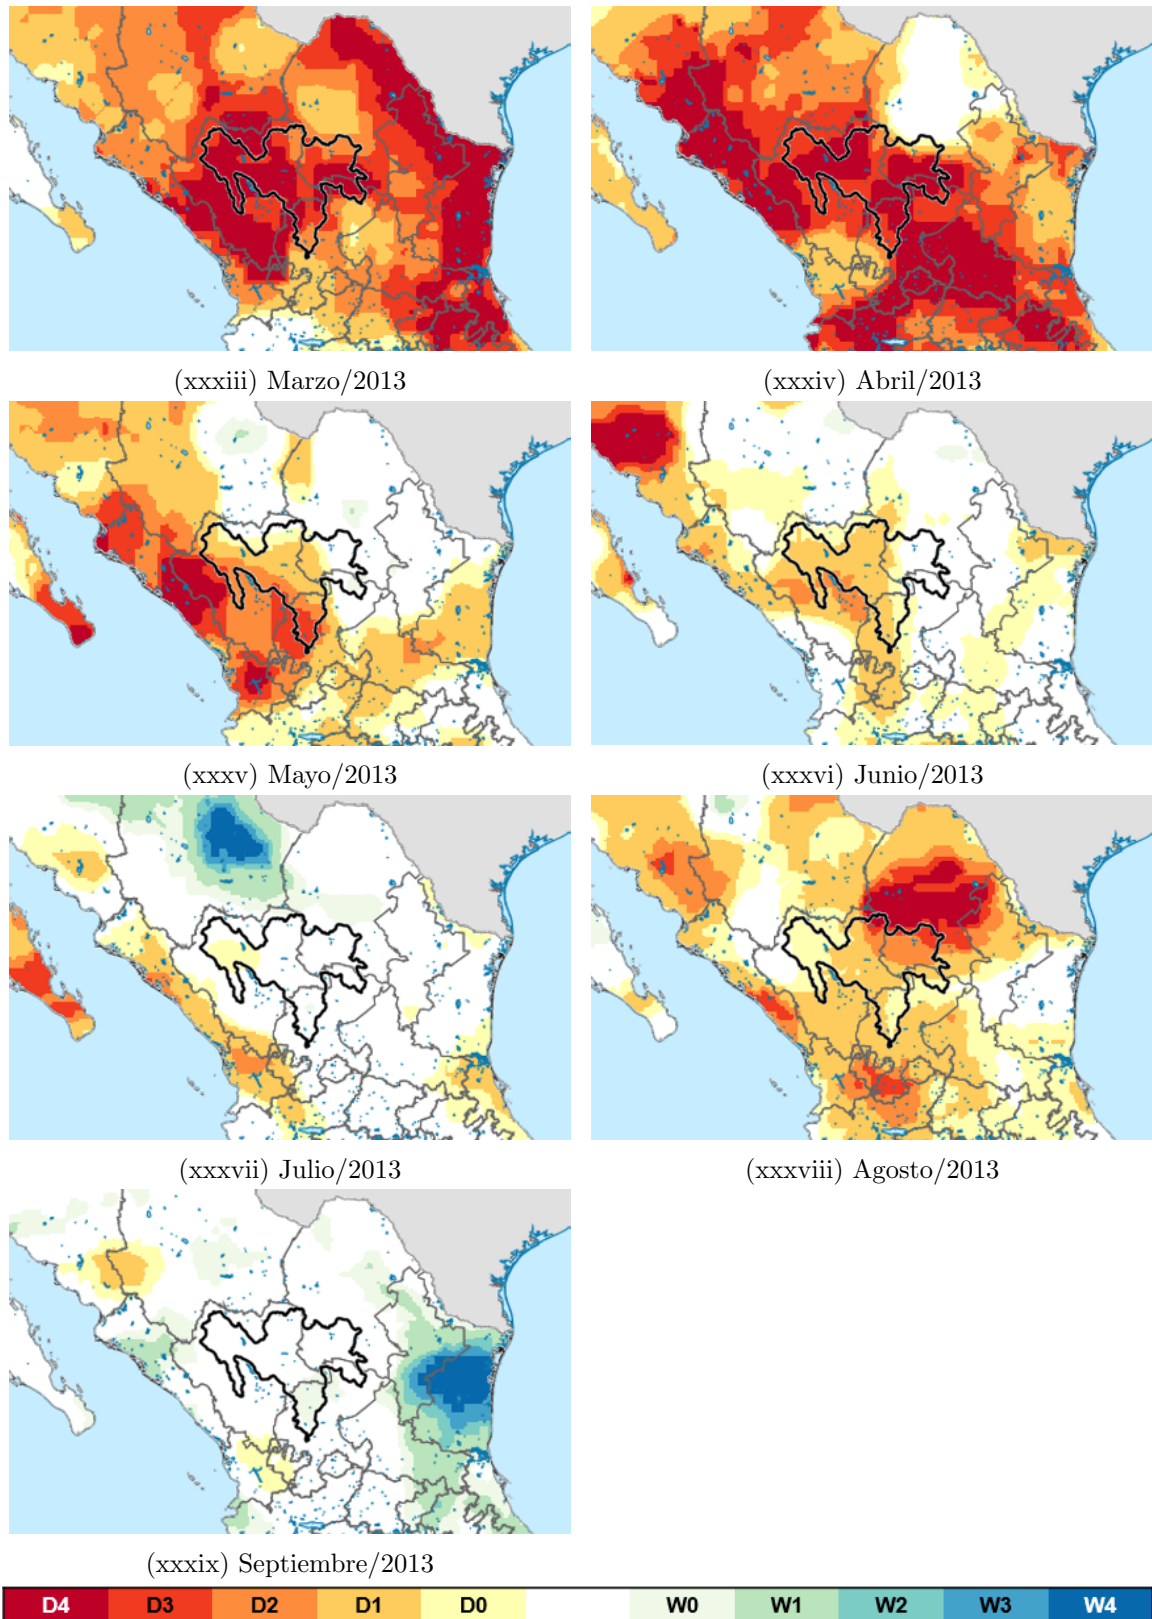 (xxxiii) Marzo/2013
(xxxiv) Abril/2013
(xxxv) Mayo/2013
(xxxvi) Junio/2013
(xxxvii) Julio/2013
(xxxviii) Agosto/2013
(xxxix) Septiembre/2013
D4 D3 D2 D1 D0 W0 W1 W2 W3 W4